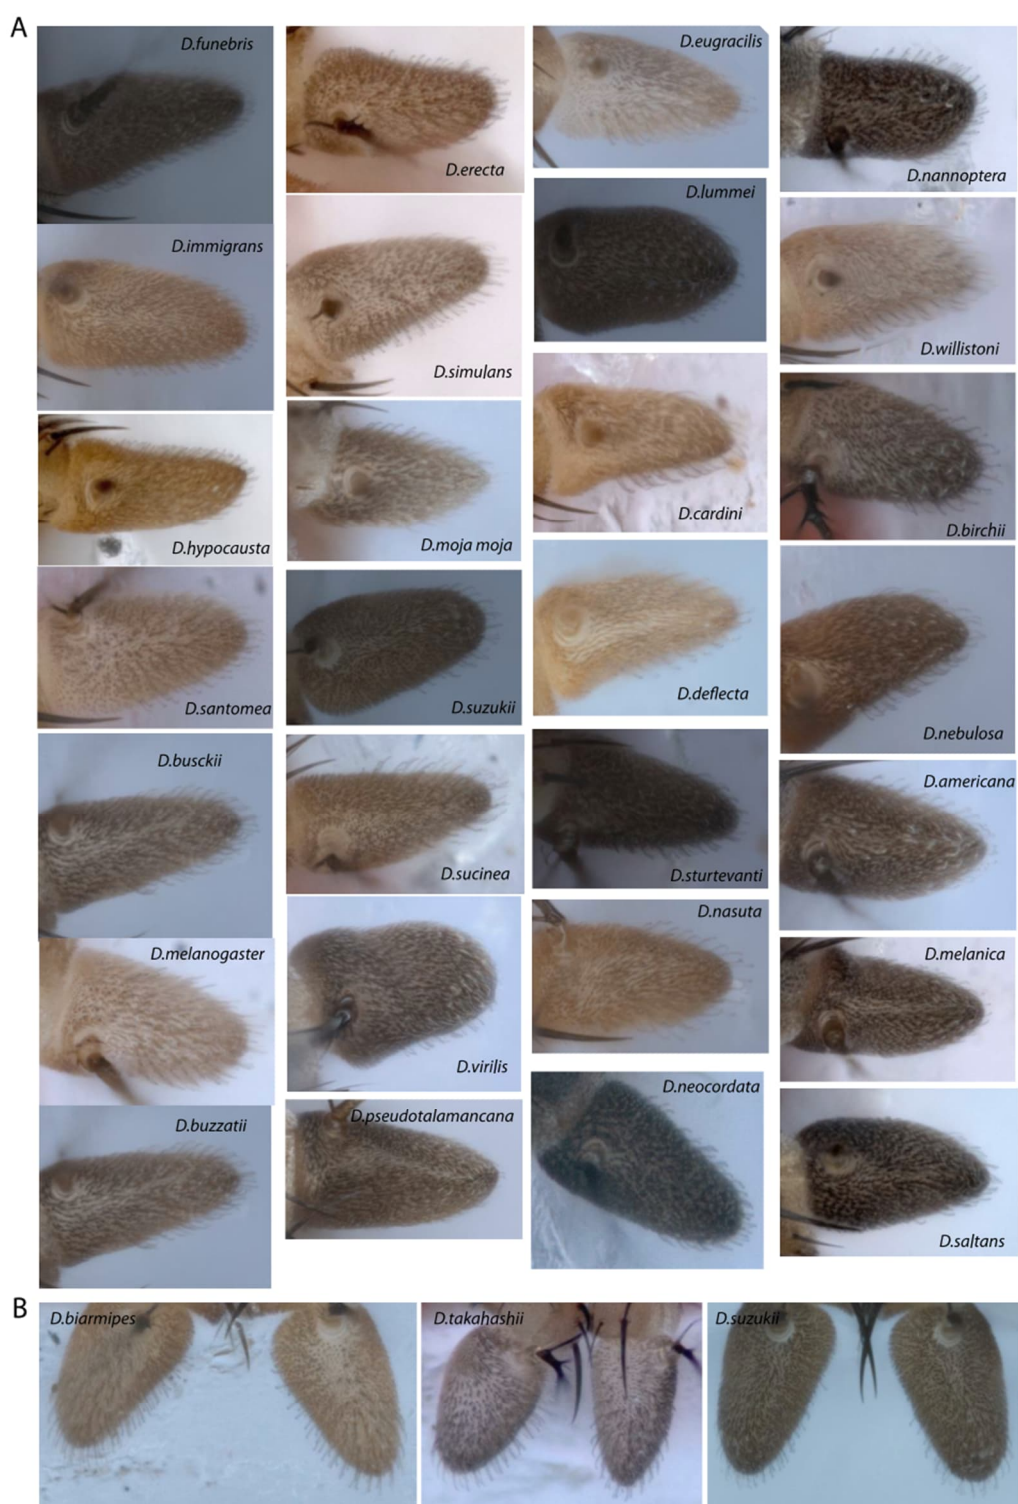 A
D.funebris
D.immigrans
D.hypocausta
D.santomea
D.busckii
D.melanogaster
D.buzzatii
D.erecta
D.simulans
D.moja moja
D.suzukii
D.sucinea
D.virilis
D.pseudotalamancana
D.eugracilis
D.lummei
D.cardini
D.deflecta
D.sturtevanti
D.nasuta
D.neocordata
D.nannoptera
D.willistoni
D.birchii
D.nebulosa
D.americana
D.melanica
D.saltans
B
D.biarmipes
D.takahashii
D.suzukii